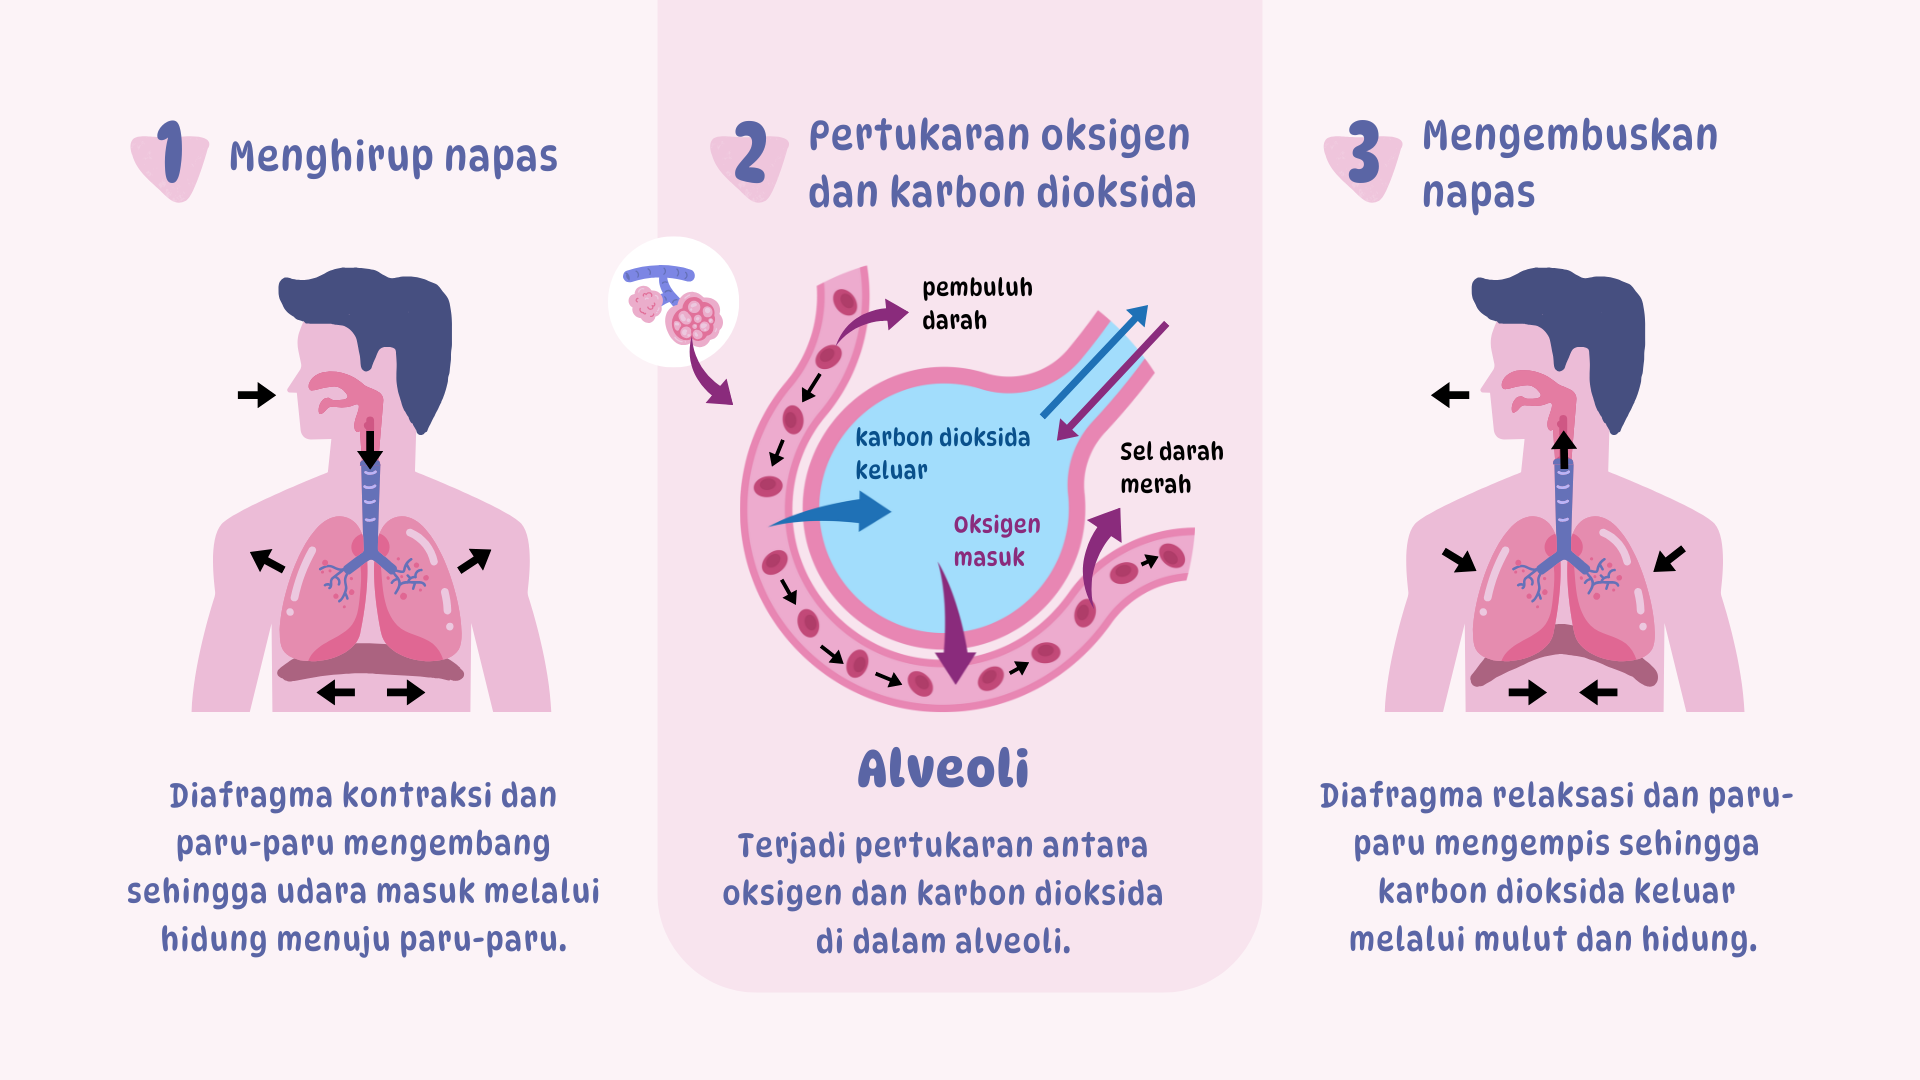 1
Menghirup napas
Diafragma kontraksi dan
paru-paru mengembang
sehingga udara masuk melalui
hidung menuju paru-paru.
2
Pertukaran oksigen
dan karbon dioksida
pembuluh
darah
karbon dioksida
keluar
Oksigen
masuk
Sel darah
merah
Alveoli
Terjadi pertukaran antara
oksigen dan karbon dioksida
di dalam alveoli.
3
Mengembuskan
napas
Diafragma relaksasi dan paru-
paru mengempis sehingga
karbon dioksida keluar
melalui mulut dan hidung.